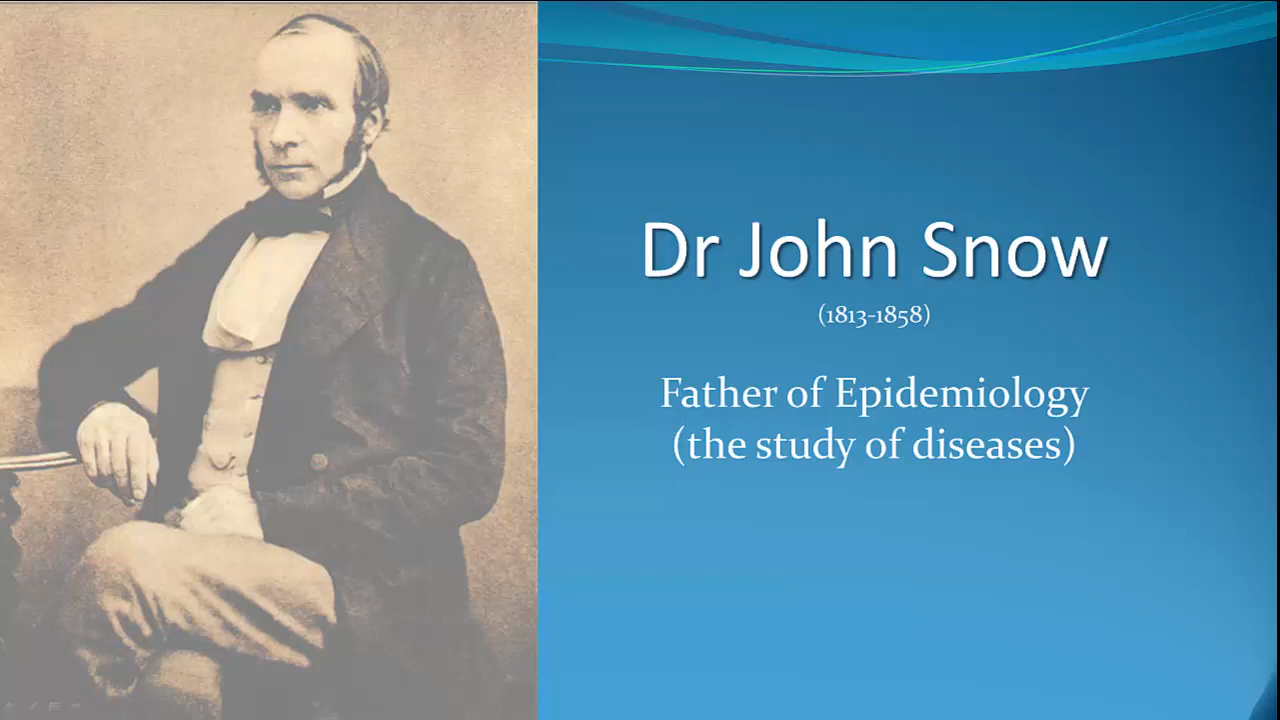 Dr John Snow
(1813-1858)
Father of Epidemiology
(the study of diseases)